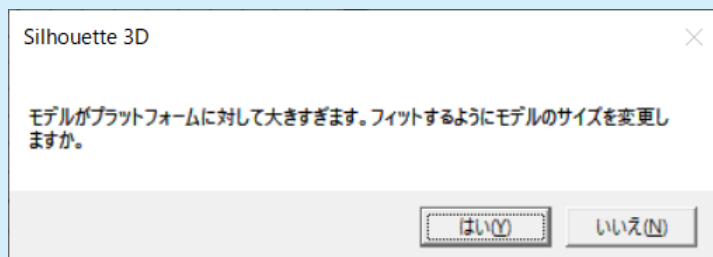 Silhouette 3D
モデルがプラットフォームに対して大きすぎます。フィットするようにモデルのサイズを変更し
ますか。
はい(Y)
いいえ(N)